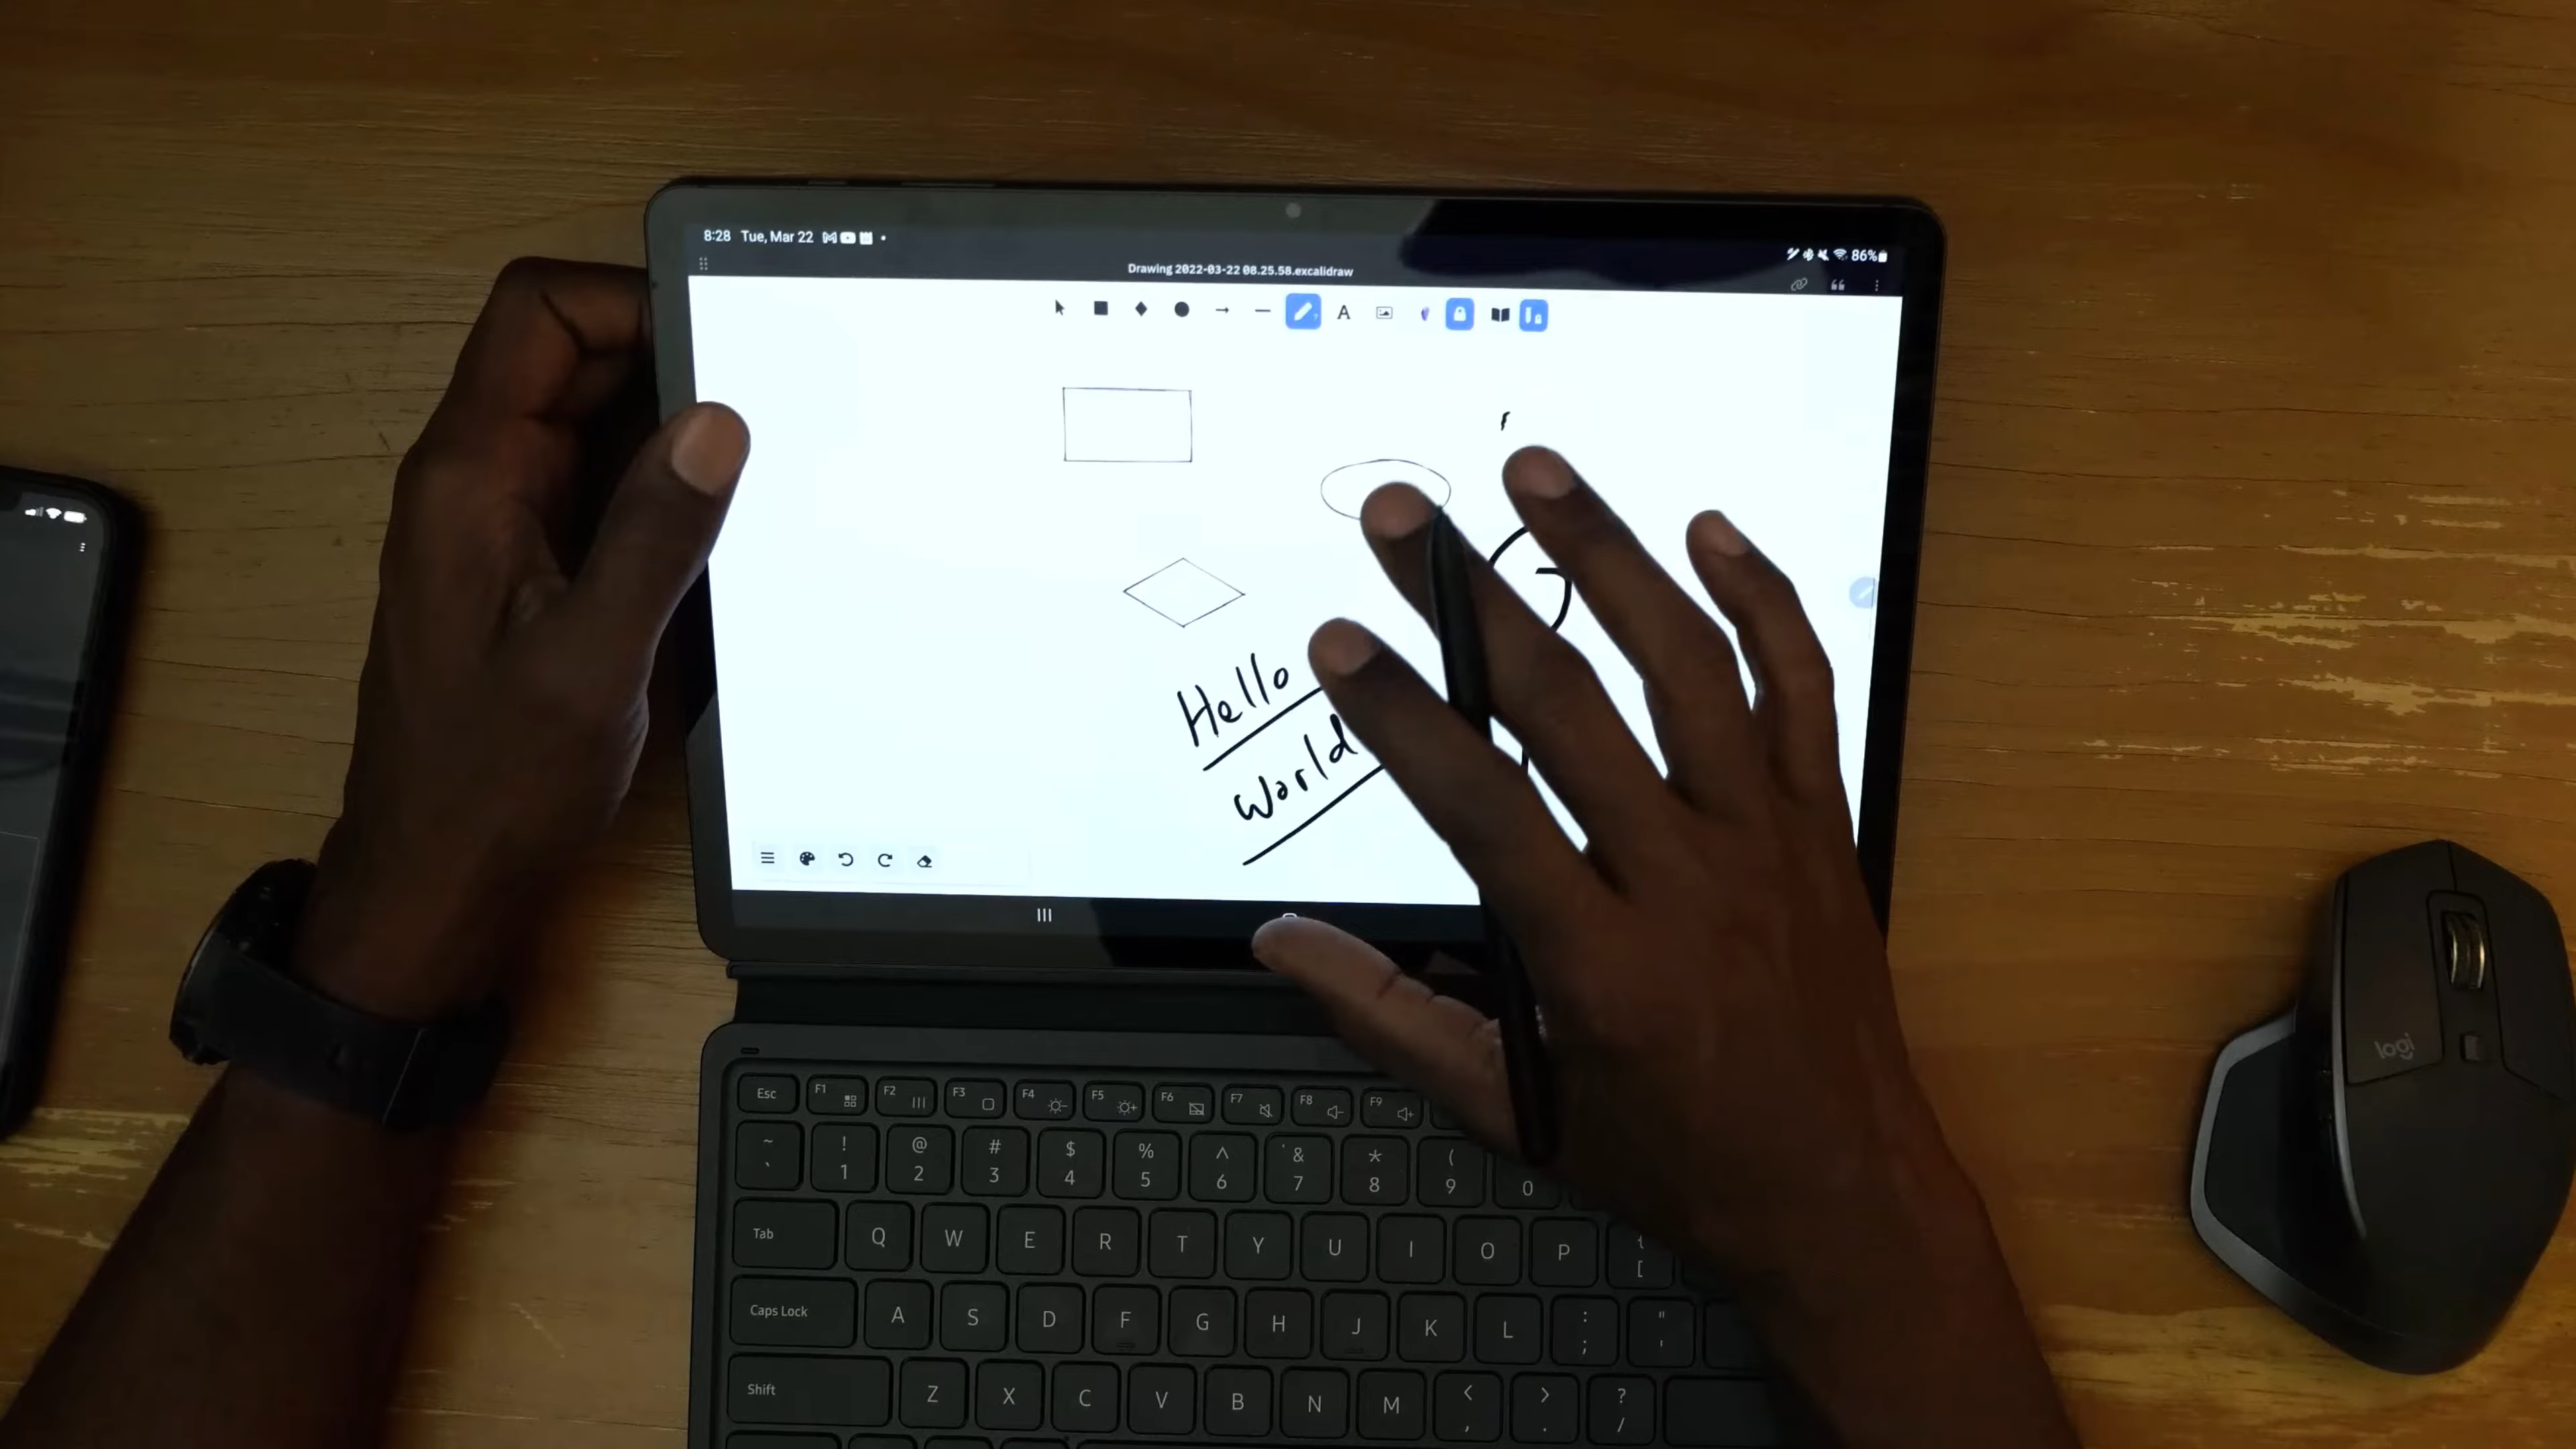 8:28 Tue, Mar 22
86%
Drawing 2022-03-22 08.25.58.excalidraw
A
Hello
World
logi
Esc F1 F2 F3 F4 F5 F6 F7 F8 F9
~ ! @ # $ % ^ & * (
` 1 2 3 4 5 6 7 8 9 0
Tab Q W E R T Y U I O P { [
Caps Lock A S D F G H J K L : ; " '
Shift Z X C V B N M < , > . ? /